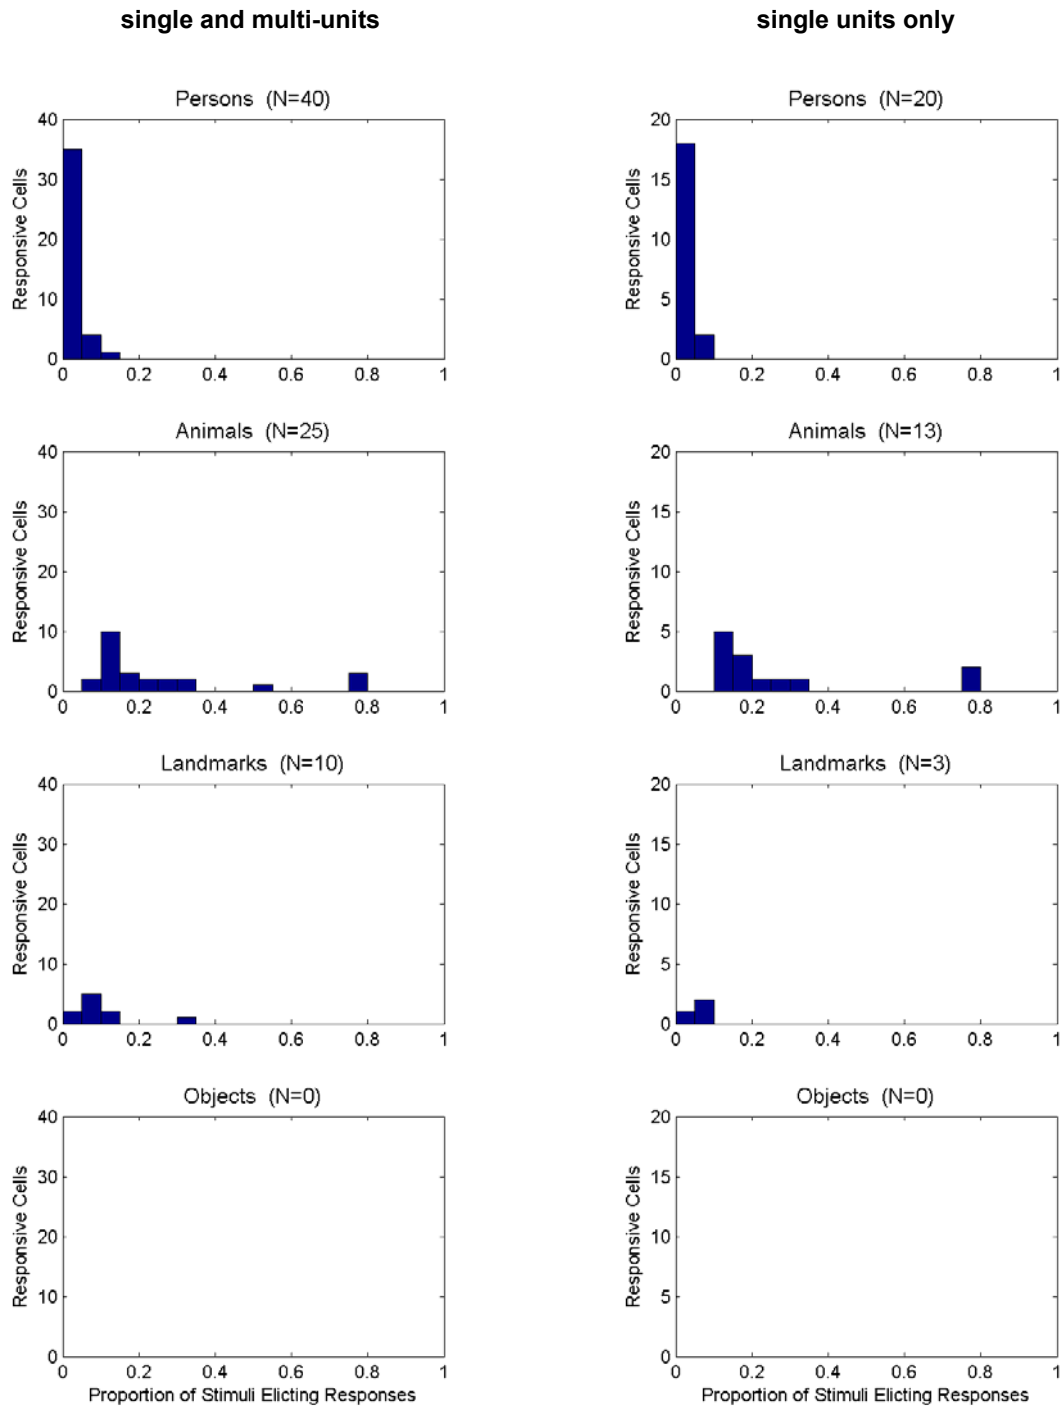 single and multi-units
single units only
Persons (N=40)
40
30
20
10
0
Responsive Cells
0 0.2 0.4 0.6 0.8 1
Persons (N=20)
20
15
10
5
0
Responsive Cells
0 0.2 0.4 0.6 0.8 1
Animals (N=25)
40
30
20
10
0
Responsive Cells
0 0.2 0.4 0.6 0.8 1
Animals (N=13)
20
15
10
5
0
Responsive Cells
0 0.2 0.4 0.6 0.8 1
Landmarks (N=10)
40
30
20
10
0
Responsive Cells
0 0.2 0.4 0.6 0.8 1
Landmarks (N=3)
20
15
10
5
0
Responsive Cells
0 0.2 0.4 0.6 0.8 1
Objects (N=0)
40
30
20
10
0
Responsive Cells
0 0.2 0.4 0.6 0.8 1
Proportion of Stimuli Elicting Responses
Objects (N=0)
20
15
10
5
0
Responsive Cells
0 0.2 0.4 0.6 0.8 1
Proportion of Stimuli Elicting Responses